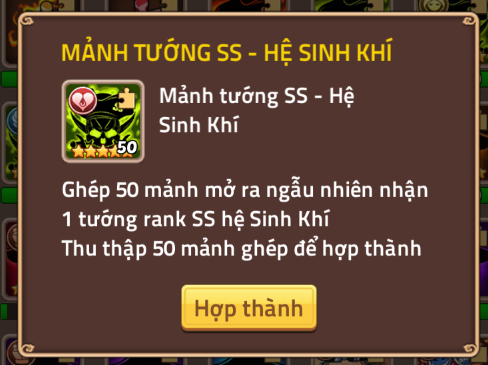 MẢNH TƯỚNG SS - HỆ SINH KHÍ
50
Mảnh tướng SS - Hệ
Sinh Khí
Ghép 50 mảnh mở ra ngẫu nhiên nhận
1 tướng rank SS hệ Sinh Khí
Thu thập 50 mảnh ghép để hợp thành
Hợp thành